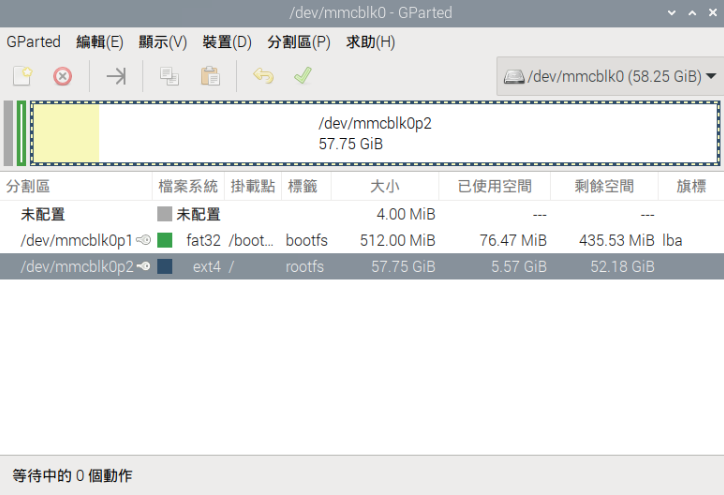 /dev/mmcblk0 - GParted
GParted 編輯(E) 顯示(V) 裝置(D) 分割區(P) 求助(H)
/dev/mmcblk0 (58.25 GiB)
/dev/mmcblk0p2
57.75 GiB
分割區 檔案系統 掛載點 標籤 大小 已使用空間 剩餘空間 旗標
未配置 未配置 4.00 MiB --- ---
/dev/mmcblk0p1 fat32 /boot... bootfs 512.00 MiB 76.47 MiB 435.53 MiB lba
/dev/mmcblk0p2 ext4 / rootfs 57.75 GiB 5.57 GiB 52.18 GiB
等待中的 0 個動作